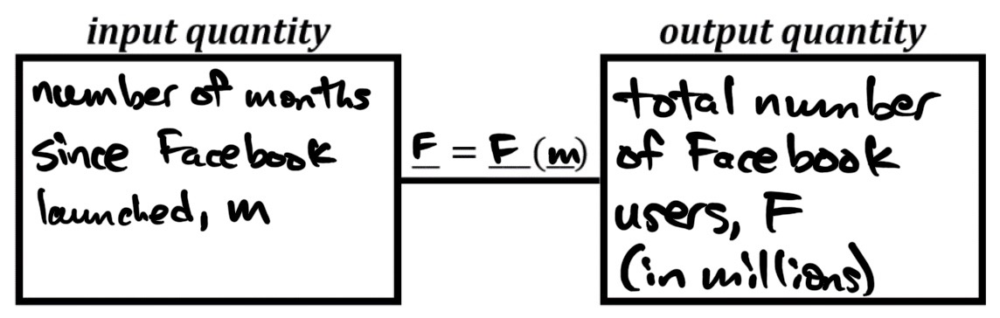 input quantity
number of months
since Facebook
launched, m
F = F (m)
output quantity
total number
of Facebook
users, F
(in millions)